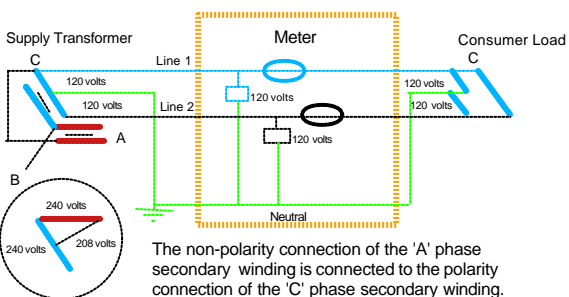 Supply Transformer
Meter
Consumer Load
C
C
Line 1
120 volts
120 volts
120 volts
120 volts
Line 2
120 volts
120 volts
A
B
Neutral
240 volts
240 volts
208 volts
The non-polarity connection of the 'A' phase
secondary winding is connected to the polarity
connection of the 'C' phase secondary winding.